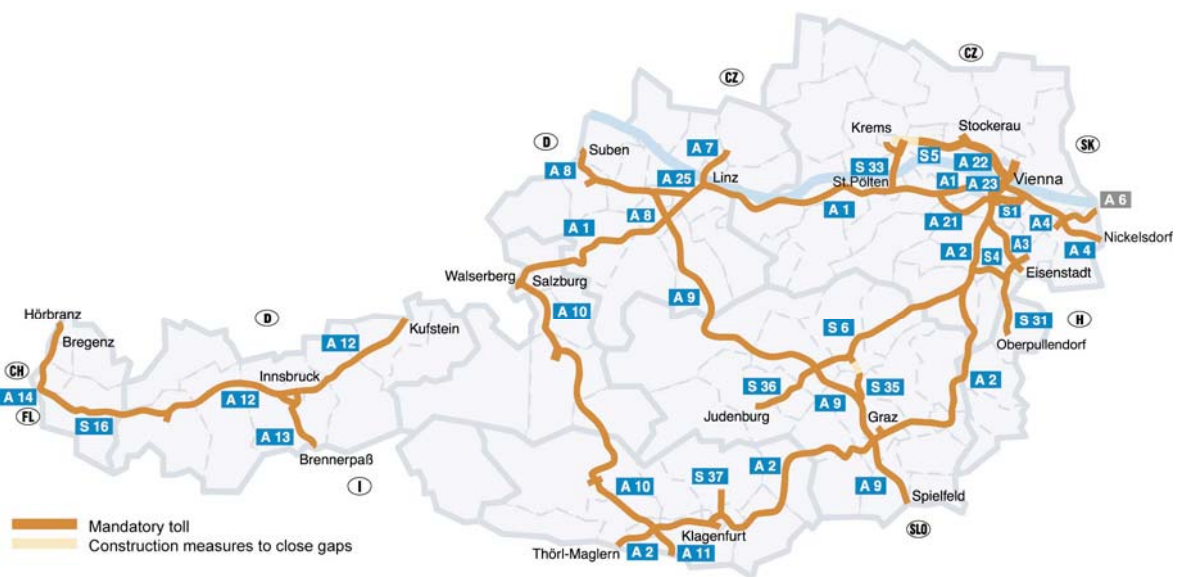 CZ
CZ
Krems
Stockerau
D
Suben
A 7
SK
A 8
A 25
Linz
S 33
S5
A 22
St.Pölten
A1
A 23
Vienna
A 6
A 8
A 1
A 21
S1
A4
A 1
A 2
A3
A 4
Nickelsdorf
S4
Eisenstadt
Walserberg
Salzburg
A 9
A 10
S 6
S 31
H
Oberpullendorf
Hörbranz
D
Kufstein
Bregenz
A 12
CH
Innsbruck
A 14
A 12
S 36
S 35
A 2
FL
Judenburg
A 9
Graz
S 16
A 13
Brennerpaß
I
A 10
S 37
A 2
A 9
Spielfeld
SLO
Mandatory toll
Klagenfurt
Construction measures to close gaps
Thörl-Maglern
A 2
A 11